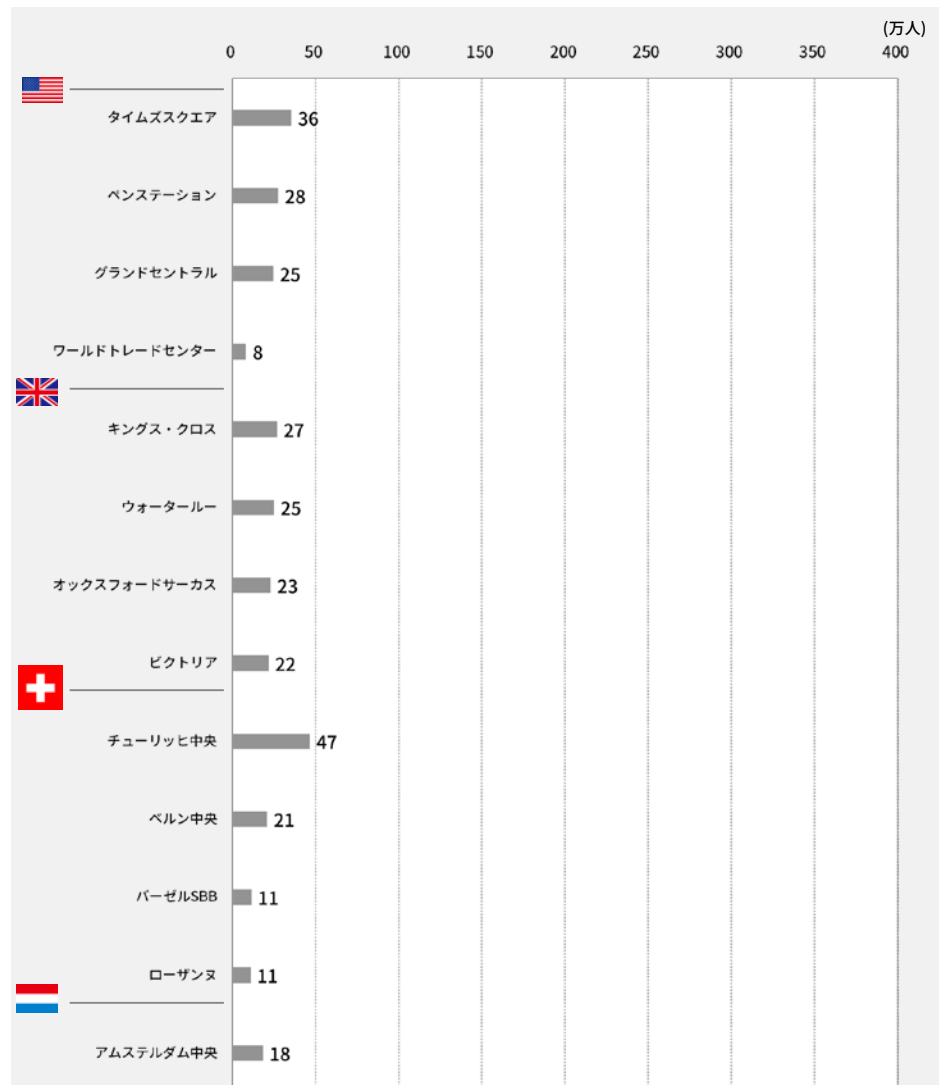 (万人)
0 50 100 150 200 250 300 350 400
タイムズスクエア 36
ペンステーション 28
グランドセントラル 25
ワールドトレードセンター 8
キングス・クロス 27
ウォータールー 25
オックスフォードサーカス 23
ビクトリア 22
チューリッヒ中央 47
ベルン中央 21
バーゼルSBB 11
ローザンヌ 11
アムステルダム中央 18